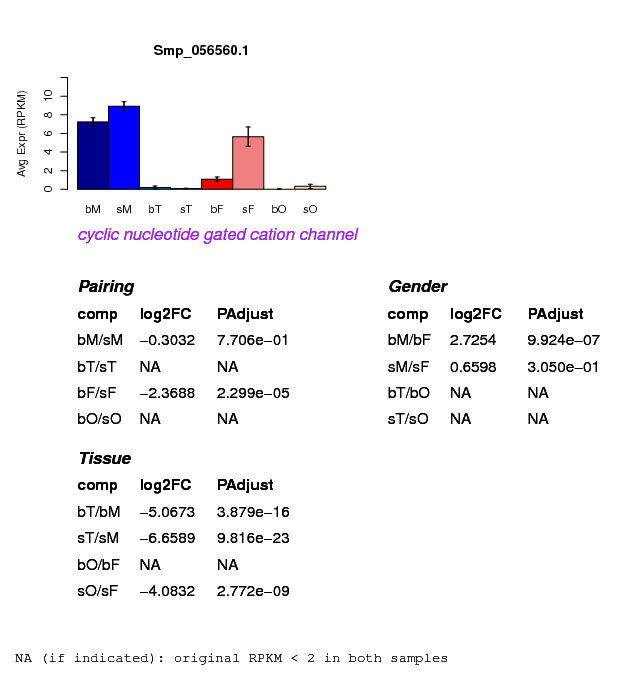 Smp_056560.1
Avg Expr (RPKM)
0 2 4 6 8 10
bM sM bT sT bF sF bO sO
cyclic nucleotide gated cation channel
Pairing
comp log2FC PAdjust
bM/sM −0.3032 7.706e−01
bT/sT NA NA
bF/sF −2.3688 2.299e−05
bO/sO NA NA
Gender
comp log2FC PAdjust
bM/bF 2.7254 9.924e−07
sM/sF 0.6598 3.050e−01
bT/bO NA NA
sT/sO NA NA
Tissue
comp log2FC PAdjust
bT/bM −5.0673 3.879e−16
sT/sM −6.6589 9.816e−23
bO/bF NA NA
sO/sF −4.0832 2.772e−09
NA (if indicated): original RPKM < 2 in both samples